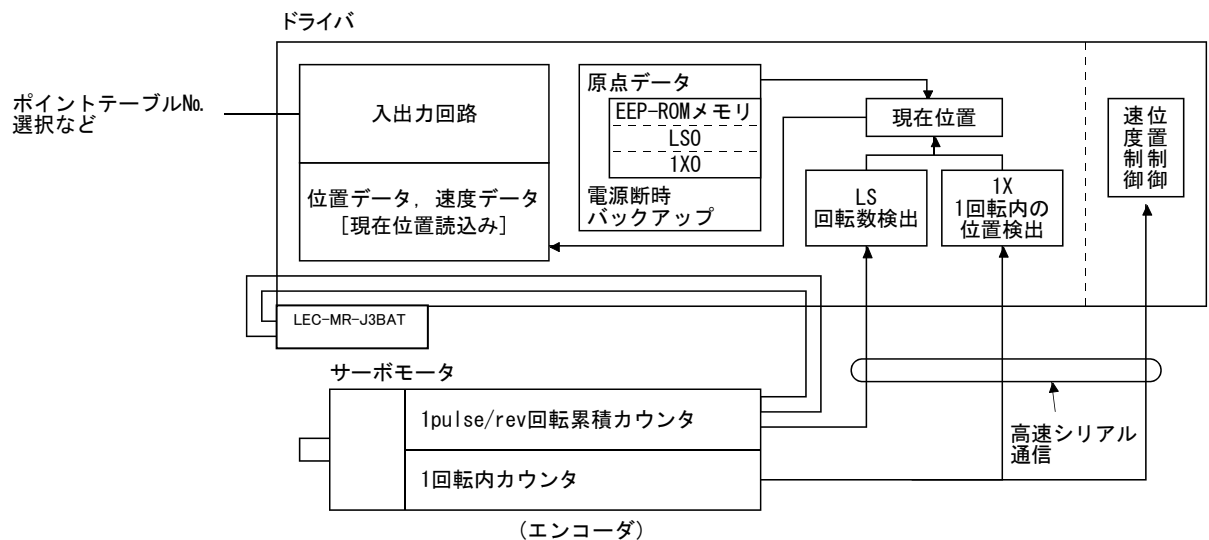 ドライバ
ポイントテーブル№
選択など
入出力回路
位置データ, 速度データ
[現在位置読込み]
原点データ
EEP-ROMメモリ
LS0
1X0
電源断時
バックアップ
現在位置
LS
回転数検出
1X
1回転内の
位置検出
位置制御
速度制御
LEC-MR-J3BAT
サーボモータ
1pulse/rev回転累積カウンタ
1回転内カウンタ
(エンコーダ)
高速シリアル
通信